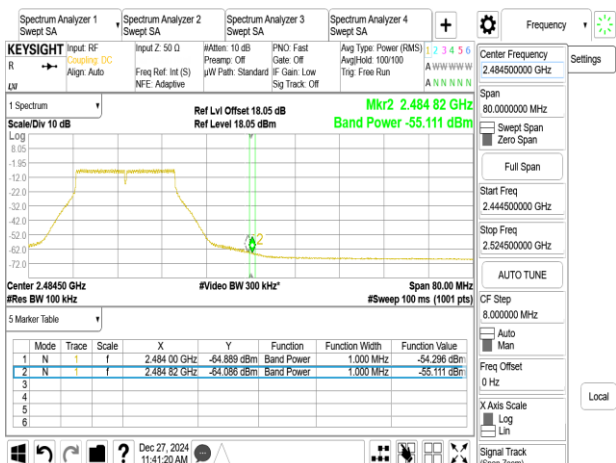 Spectrum Analyzer 1
Swept SA
Spectrum Analyzer 2
Swept SA
Spectrum Analyzer 3
Swept SA
Spectrum Analyzer 4
Swept SA
+
Frequency
KEYSIGHT
R
Input: RF
Coupling: DC
Align: Auto
Input Z: 50 Ω
Freq Ref: Int (S)
NFE: Adaptive
#Atten: 10 dB
Preamp: Off
µW Path: Standard
PNO: Fast
Gate: Off
IF Gain: Low
Sig Track: Off
Avg Type: Power (RMS)
Avg|Hold: 100/100
Trig: Free Run
1 2 3 4 5 6
A W W W W W
A N N N N N
1 Spectrum
Scale/Div 10 dB
Log
Ref Lvl Offset 18.05 dB
Ref Level 18.05 dBm
Mkr2 2.484 82 GHz
Band Power -55.111 dBm
8.05
-1.95
-12.0
-22.0
-32.0
-42.0
-52.0
-62.0
-72.0
2
Center 2.48450 GHz
#Res BW 100 kHz
#Video BW 300 kHz*
Span 80.00 MHz
#Sweep 100 ms (1001 pts)
5 Marker Table
Mode Trace Scale X Y Function Function Width Function Value
1 N 1 f 2.484 00 GHz -64.889 dBm Band Power 1.000 MHz -54.296 dBm
2 N 1 f 2.484 82 GHz -64.086 dBm Band Power 1.000 MHz -55.111 dBm
3
4
5
6
?
Dec 27, 2024
11:41:20 AM
Center Frequency
2.484500000 GHz
Span
80.0000000 MHz
Swept Span
Zero Span
Full Span
Start Freq
2.444500000 GHz
Stop Freq
2.524500000 GHz
AUTO TUNE
CF Step
8.000000 MHz
Auto
Man
Freq Offset
0 Hz
X Axis Scale
Log
Lin
Signal Track
(Span Zoom)
Settings
Local